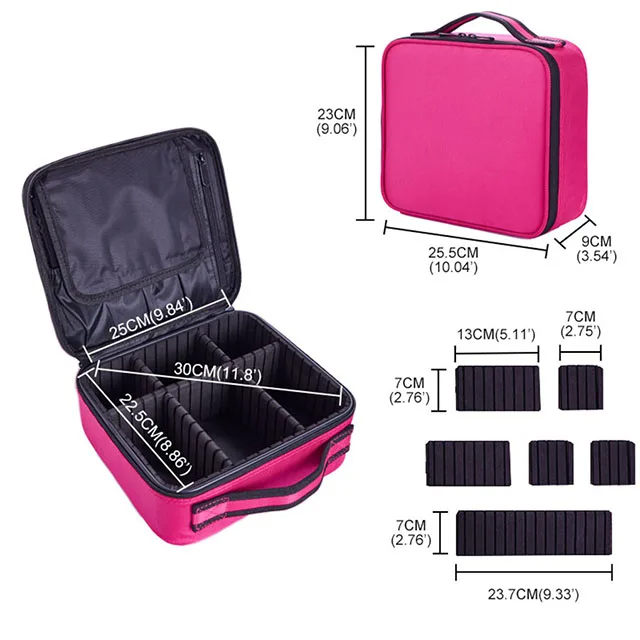 23CM
(9.06')
25.5CM
(10.04')
9CM
(3.54')
25CM(9.84')
30CM(11.8')
22.5CM(8.86')
13CM(5.11')
7CM
(2.75')
7CM
(2.76')
7CM
(2.76')
23.7CM(9.33')